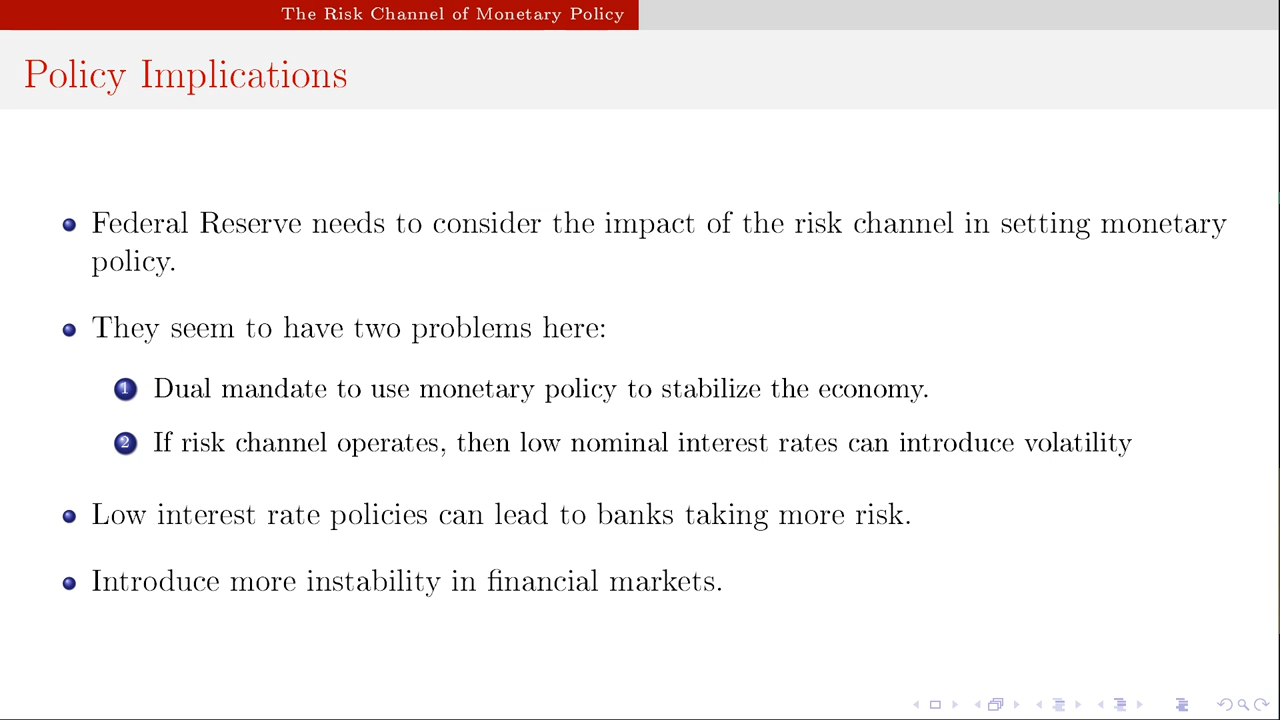 The Risk Channel of Monetary Policy
Policy Implications
Federal Reserve needs to consider the impact of the risk channel in setting monetary
policy.
They seem to have two problems here:
1 Dual mandate to use monetary policy to stabilize the economy.
2 If risk channel operates, then low nominal interest rates can introduce volatility
Low interest rate policies can lead to banks taking more risk.
Introduce more instability in financial markets.